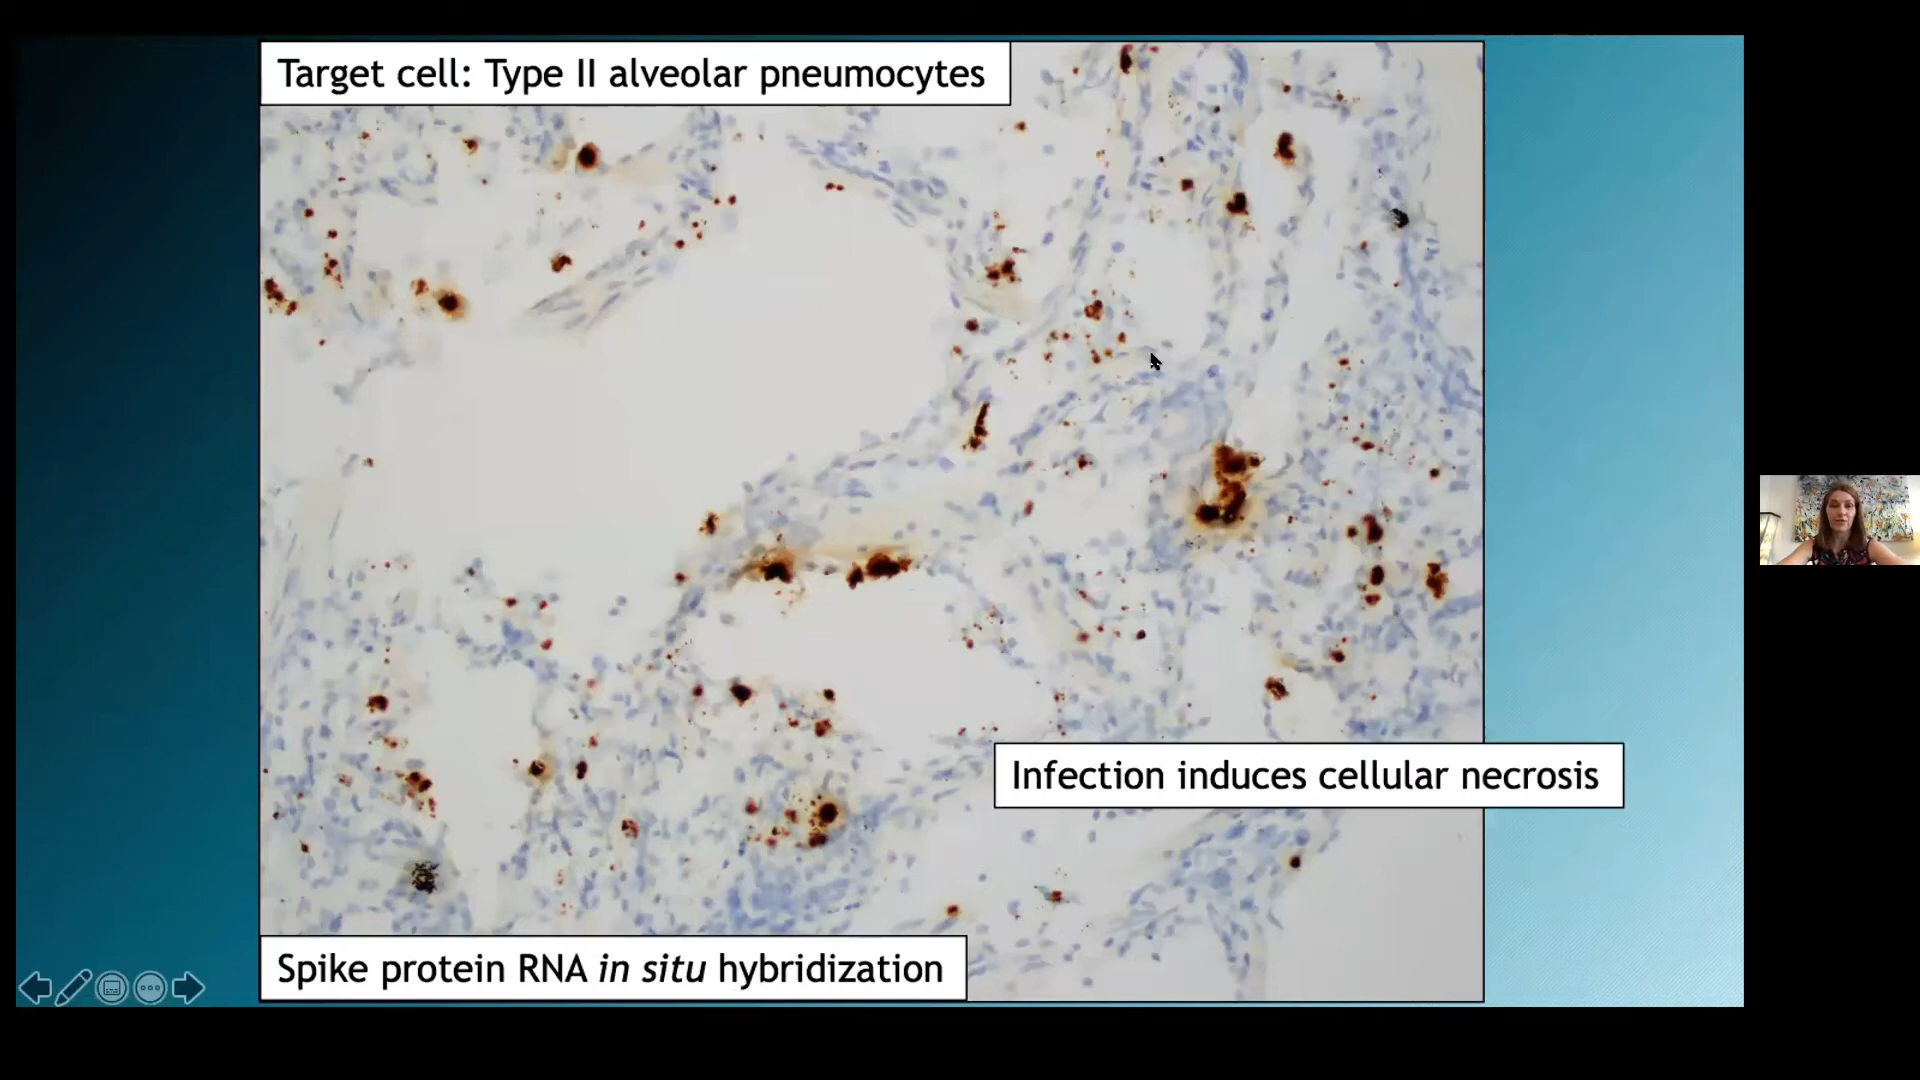 Target cell: Type II alveolar pneumocytes
Infection induces cellular necrosis
Spike protein RNA in situ hybridization